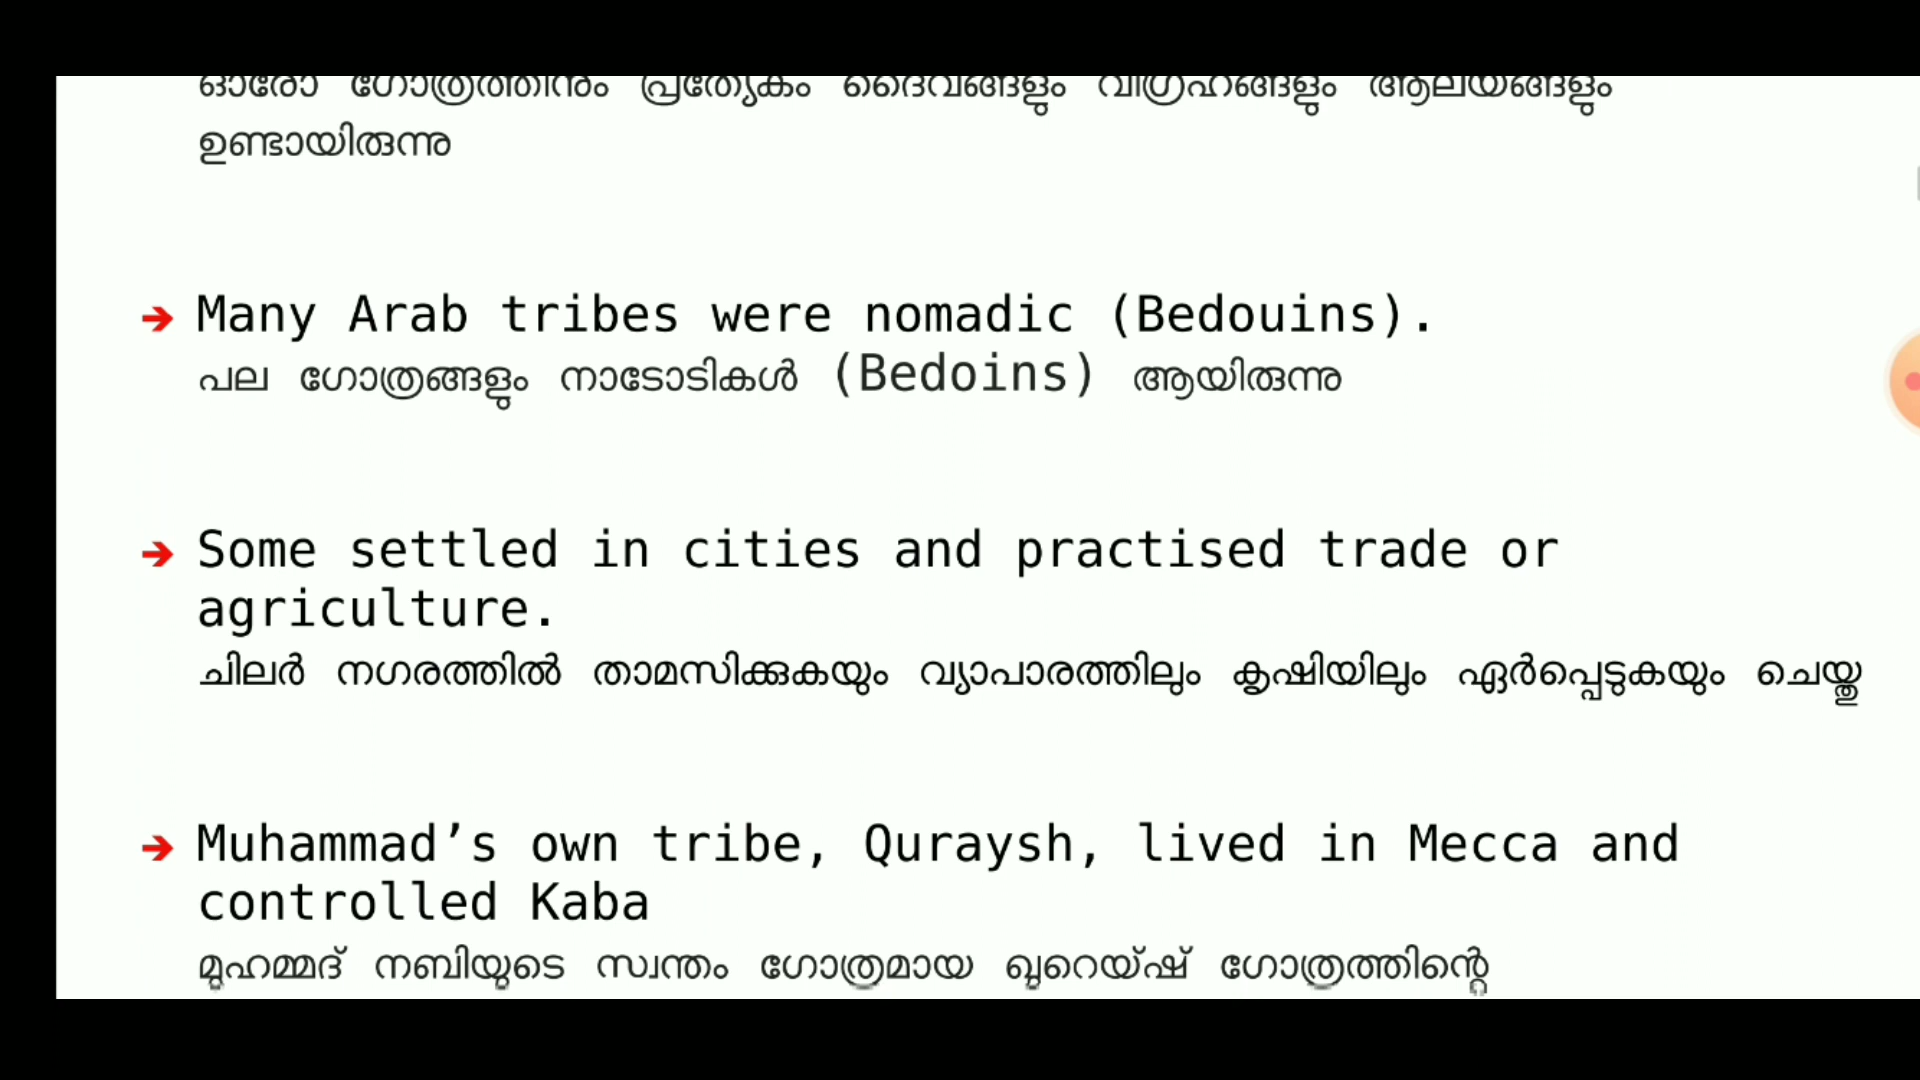 ഓരോ ഗോത്രത്തിനും പ്രത്യേകം ദൈവങ്ങളും വിഗ്രഹങ്ങളും ആലയങ്ങളും
ഉണ്ടായിരുന്നു
➔ Many Arab tribes were nomadic (Bedouins).
പല ഗോത്രങ്ങളും നാടോടികൾ (Bedoins) ആയിരുന്നു
➔ Some settled in cities and practised trade or
agriculture.
ചിലർ നഗരത്തിൽ താമസിക്കുകയും വ്യാപാരത്തിലും കൃഷിയിലും ഏർപ്പെടുകയും ചെയ്തു
➔ Muhammad’s own tribe, Quraysh, lived in Mecca and
controlled Kaba
മുഹമ്മദ് നബിയുടെ സ്വന്തം ഗോത്രമായ ഖുറെയ്ഷ് ഗോത്രത്തിന്റെ